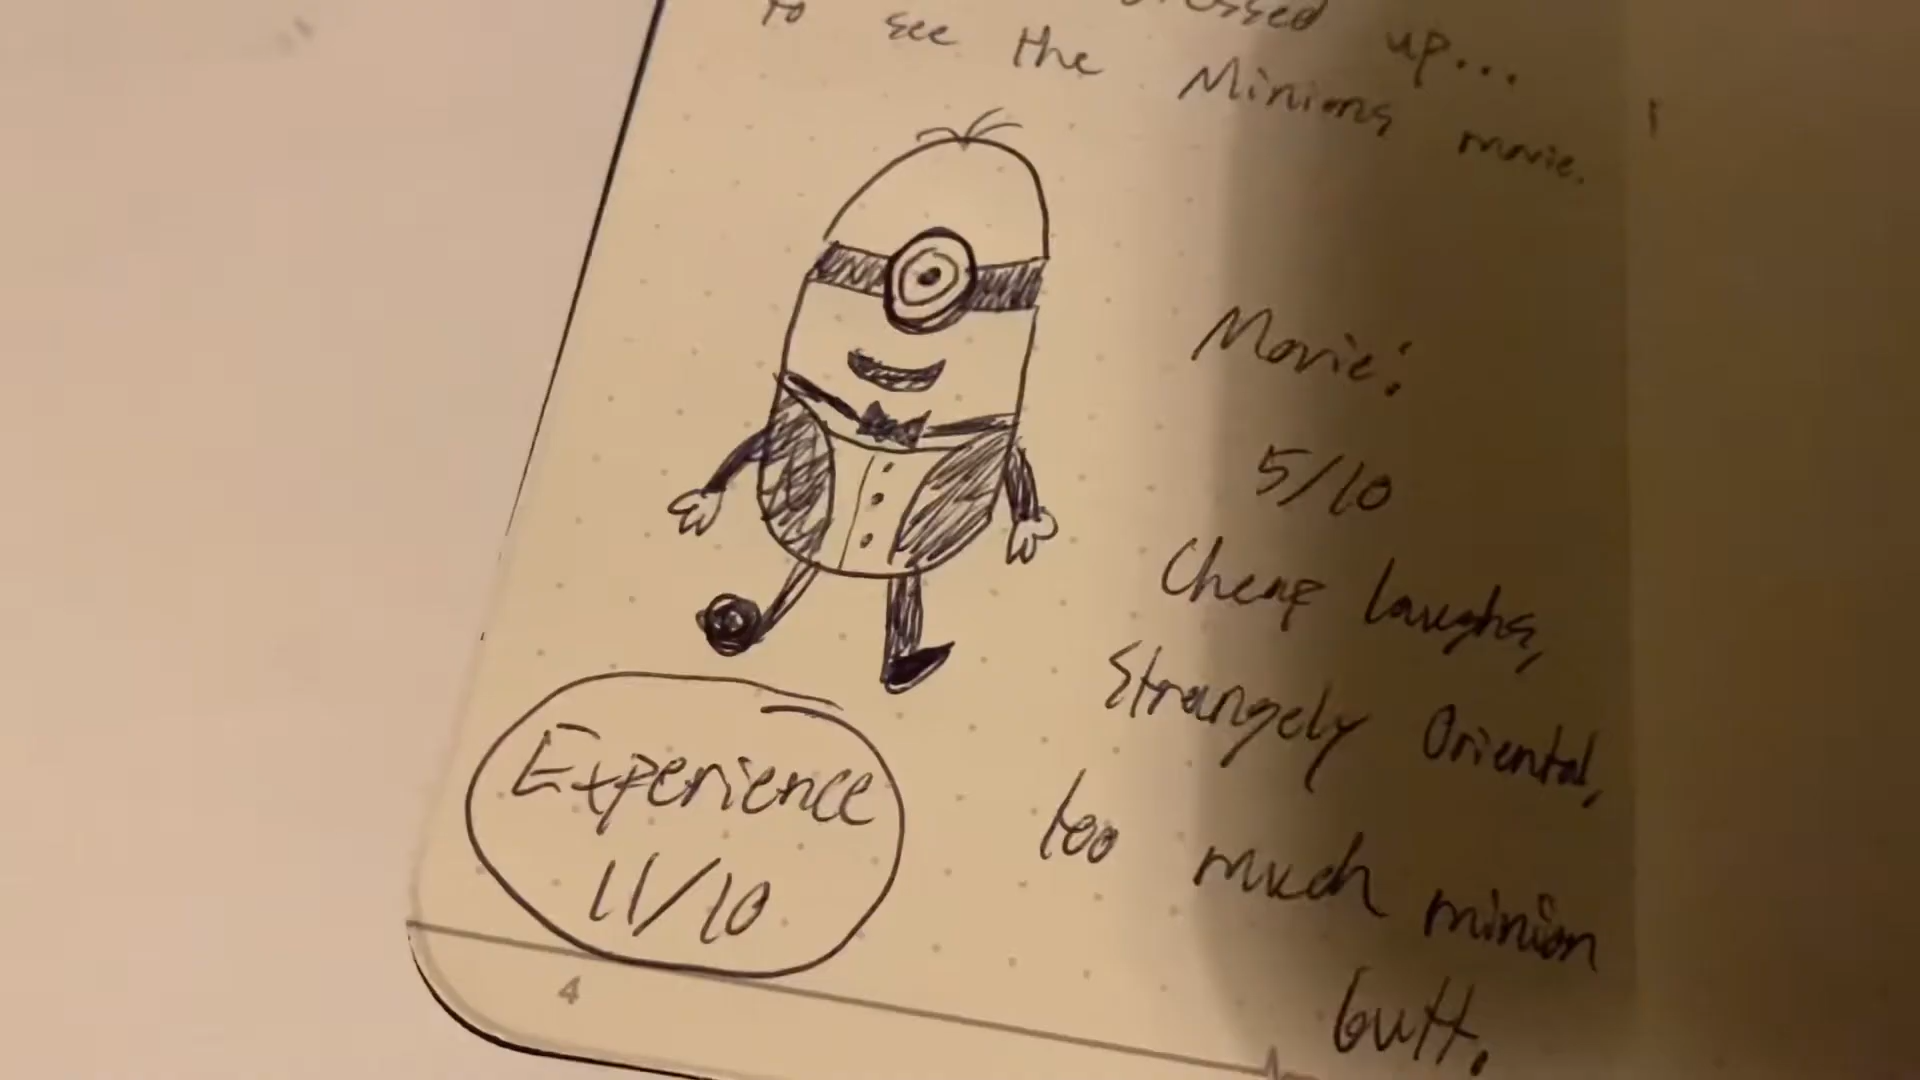 up...
to see the Minions movie.
Movie:
5/10
Cheap laughs,
Strangely Oriental,
too much minion
butt.
Experience
11/10
4